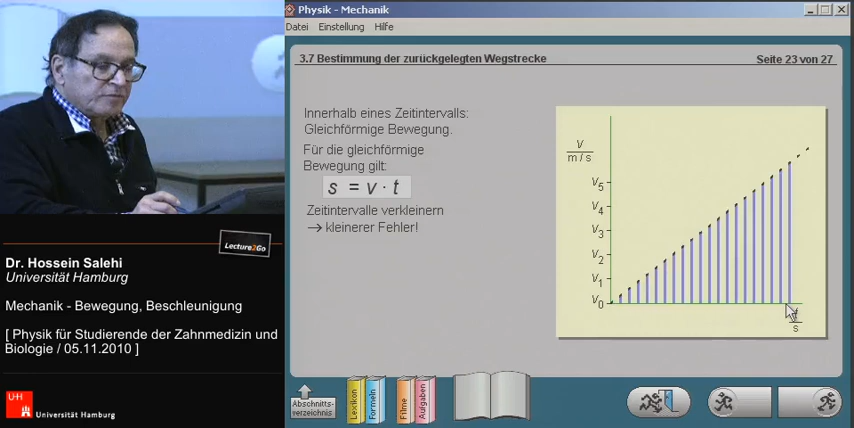 Physik - Mechanik
Datei Einstellung Hilfe
3.7 Bestimmung der zurückgelegten Wegstrecke
Seite 23 von 27
Innerhalb eines Zeitintervalls:
Gleichförmige Bewegung.
Für die gleichförmige
Bewegung gilt:
s = v · t
Zeitintervalle verkleinern
→ kleinerer Fehler!
V
m / s
V5
V4
V3
V2
V1
V0
t
s
Lecture2Go
Dr. Hossein Salehi
Universität Hamburg
Mechanik - Bewegung, Beschleunigung
[ Physik für Studierende der Zahnmedizin und
Biologie / 05.11.2010 ]
UH
Universität Hamburg
Abschnitts-
verzeichnis
Lexikon
Formeln
Filme
Aufgaben